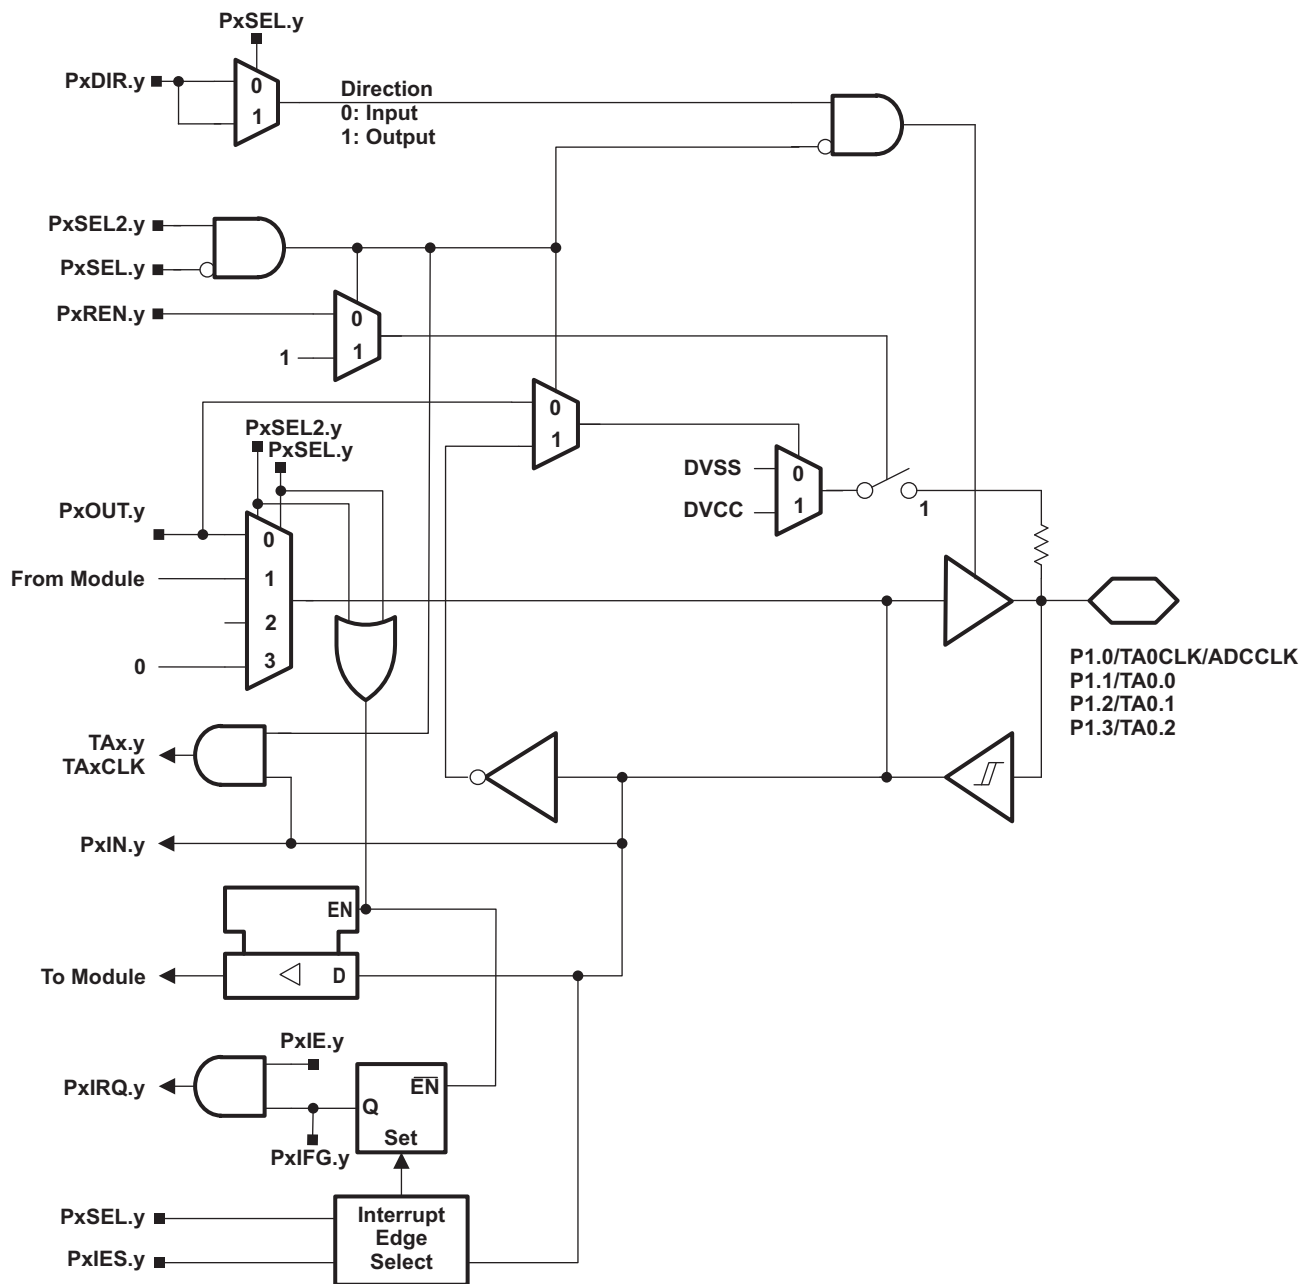 PxSEL.y
PxDIR.y
0
1
Direction
0: Input
1: Output
PxSEL2.y
PxSEL.y
PxREN.y
0
1
1
0
1
PxSEL2.y
PxSEL.y
DVSS
DVCC
0
1
1
PxOUT.y
From Module
0
0
1
2
3
P1.0/TA0CLK/ADCCLK
P1.1/TA0.0
P1.2/TA0.1
P1.3/TA0.2
TAx.y
TAxCLK
PxIN.y
EN
To Module
D
PxIE.y
PxIRQ.y
EN
Q
Set
PxIFG.y
PxSEL.y
PxIES.y
Interrupt
Edge
Select